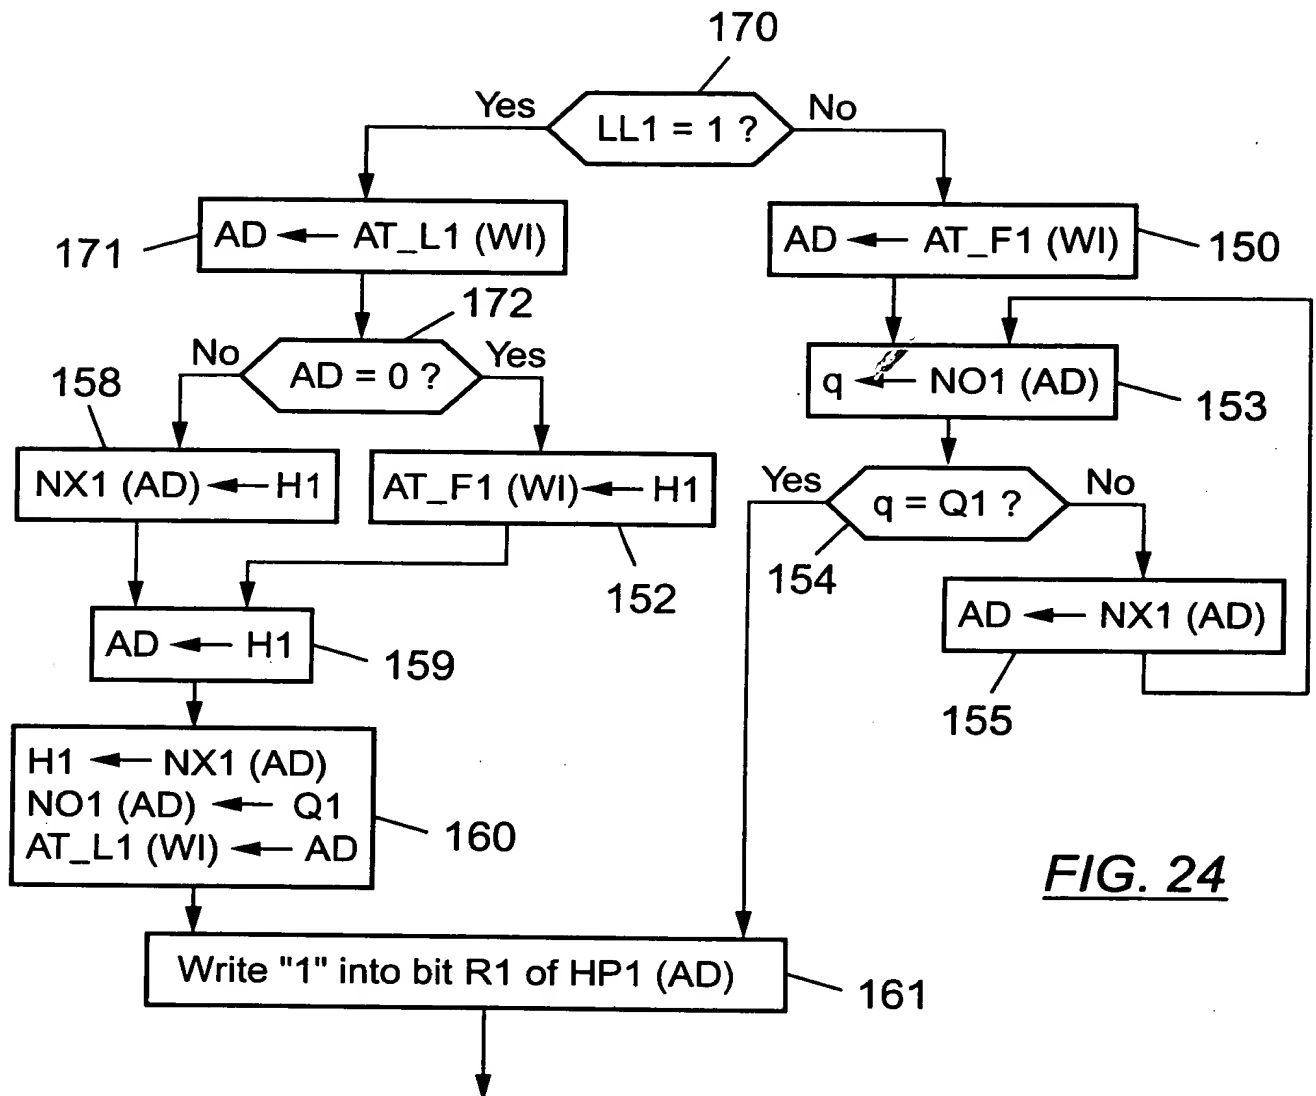 170
Yes
LL1 = 1 ?
No
171
AD ← AT_L1 (WI)
AD ← AT_F1 (WI)
150
172
No
AD = 0 ?
Yes
158
q ← NO1 (AD)
153
NX1 (AD) ← H1
AT_F1 (WI) ← H1
Yes
q = Q1 ?
No
154
152
AD ← H1
159
AD ← NX1 (AD)
155
H1 ← NX1 (AD)
NO1 (AD) ← Q1
AT_L1 (WI) ← AD
160
FIG. 24
Write "1" into bit R1 of HP1 (AD)
161